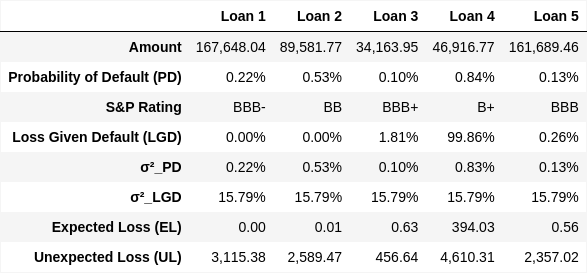 Loan 1 Loan 2 Loan 3 Loan 4 Loan 5
Amount 167,648.04 89,581.77 34,163.95 46,916.77 161,689.46
Probability of Default (PD) 0.22% 0.53% 0.10% 0.84% 0.13%
S&P Rating BBB- BB BBB+ B+ BBB
Loss Given Default (LGD) 0.00% 0.00% 1.81% 99.86% 0.26%
σ²_PD 0.22% 0.53% 0.10% 0.83% 0.13%
σ²_LGD 15.79% 15.79% 15.79% 15.79% 15.79%
Expected Loss (EL) 0.00 0.01 0.63 394.03 0.56
Unexpected Loss (UL) 3,115.38 2,589.47 456.64 4,610.31 2,357.02